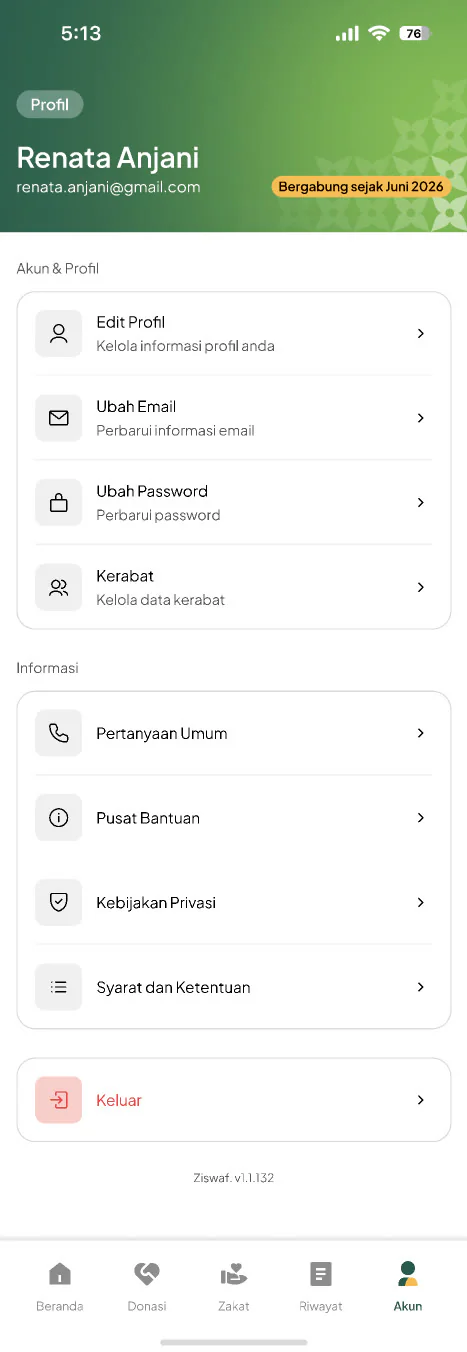 5:13
76
Profil
Renata Anjani
renata.anjani@gmail.com
Bergabung sejak Juni 2026
Akun & Profil
Edit Profil
Kelola informasi profil anda
Ubah Email
Perbarui informasi email
Ubah Password
Perbarui password
Kerabat
Kelola data kerabat
Informasi
Pertanyaan Umum
Pusat Bantuan
Kebijakan Privasi
Syarat dan Ketentuan
Keluar
Ziswaf. v1.1.132
Beranda
Donasi
Zakat
Riwayat
Akun